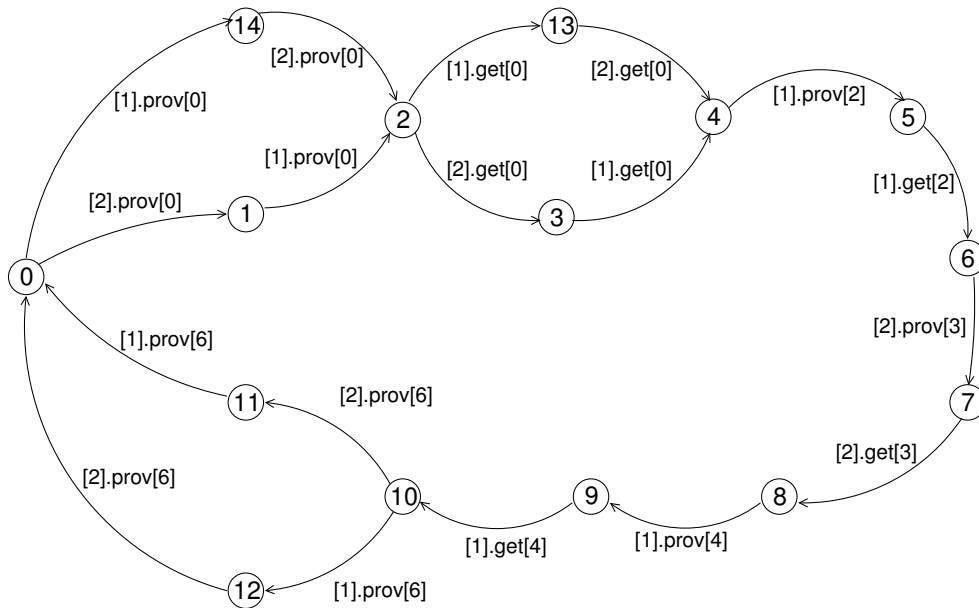 14
13
[2].prov[0]
[1].get[0]
[2].get[0]
[1].prov[2]
[1].prov[0]
2
4
5
[1].prov[0]
[2].get[0]
[1].get[0]
[1].get[2]
[2].prov[0]
1
3
6
0
[2].prov[3]
[1].prov[6]
[2].prov[6]
11
7
[2].get[3]
[2].prov[6]
10
9
8
[1].get[4]
[1].prov[4]
12
[1].prov[6]